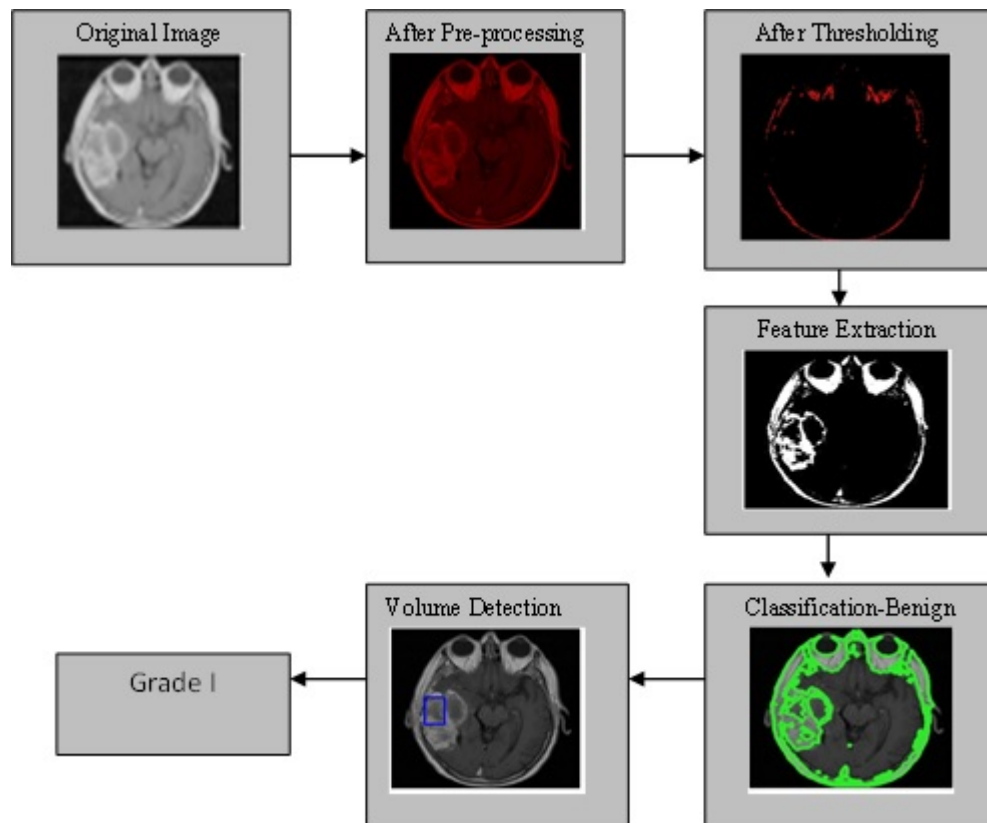 Original Image
After Pre-processing
After Thresholding
Feature Extraction
Classification-Benign
Volume Detection
Grade I